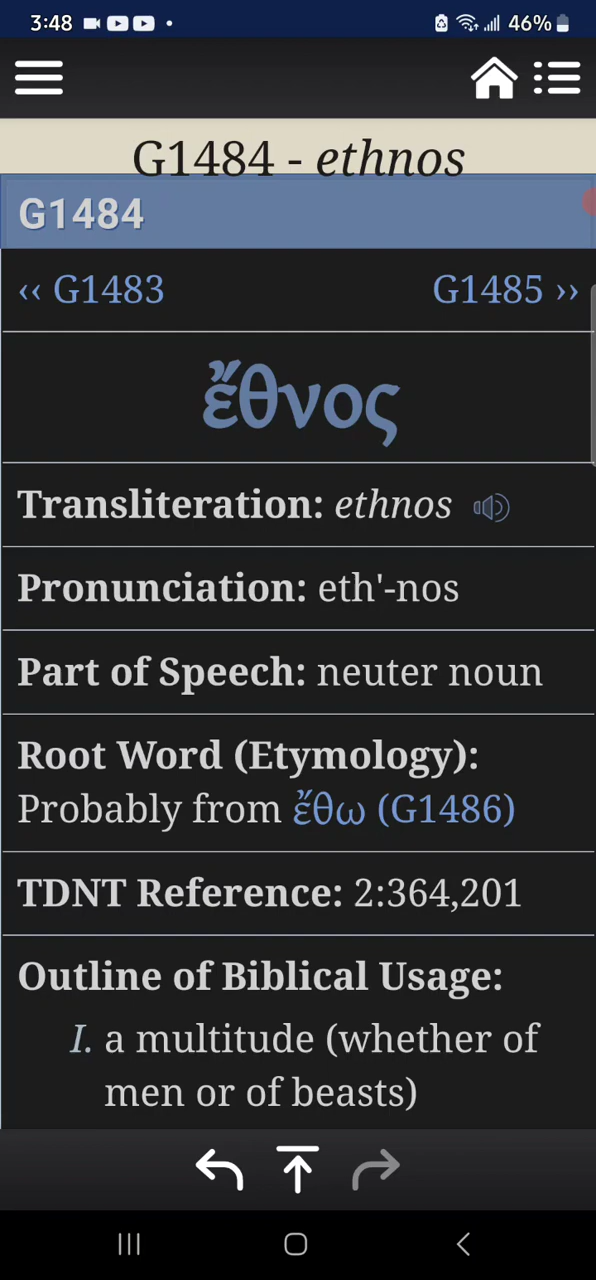 3:48 46%
G1484 - ethnos
G1484
‹‹ G1483 G1485 ››
ἔθνος
Transliteration: ethnos
Pronunciation: eth'-nos
Part of Speech: neuter noun
Root Word (Etymology):
Probably from ἔθω (G1486)
TDNT Reference: 2:364,201
Outline of Biblical Usage:
I. a multitude (whether of
men or of beasts)